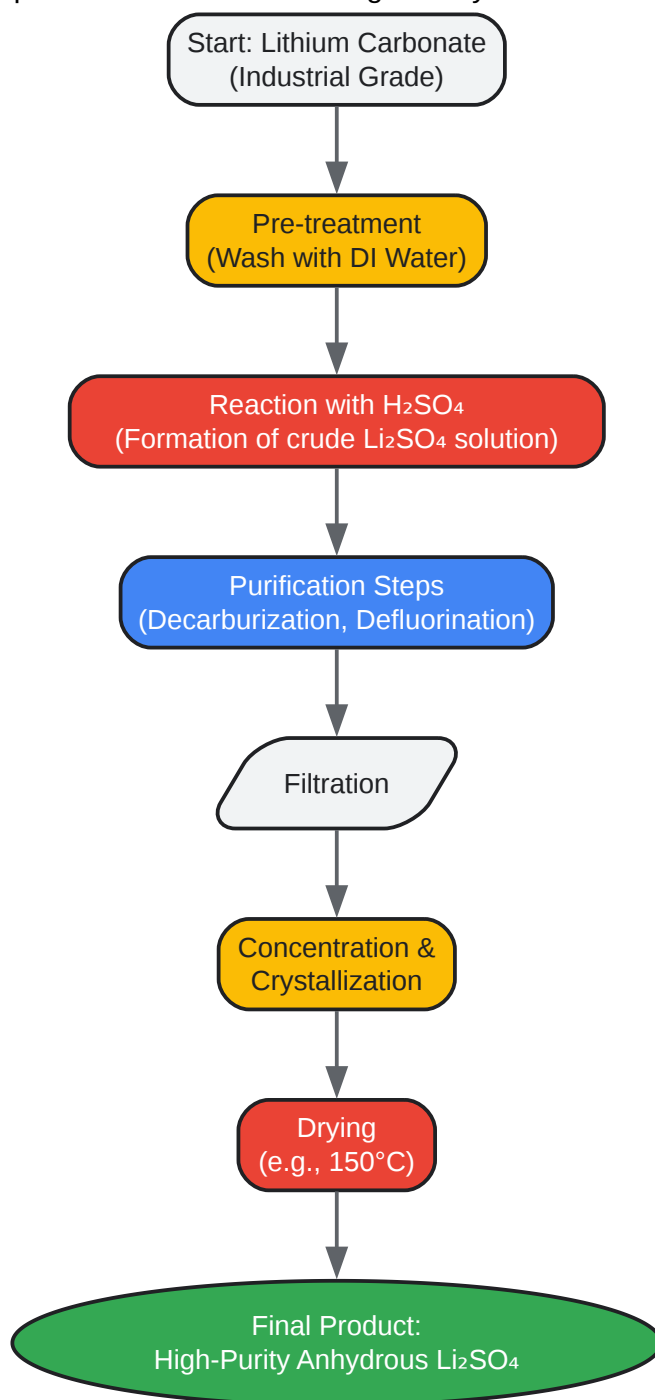 Start: Lithium Carbonate
(Industrial Grade)
Pre-treatment
(Wash with DI Water)
Reaction with H₂SO₄
(Formation of crude Li₂SO₄ solution)
Purification Steps
(Decarburization, Defluorination)
Filtration
Concentration &
Crystallization
Drying
(e.g., 150°C)
Final Product:
High-Purity Anhydrous Li₂SO₄